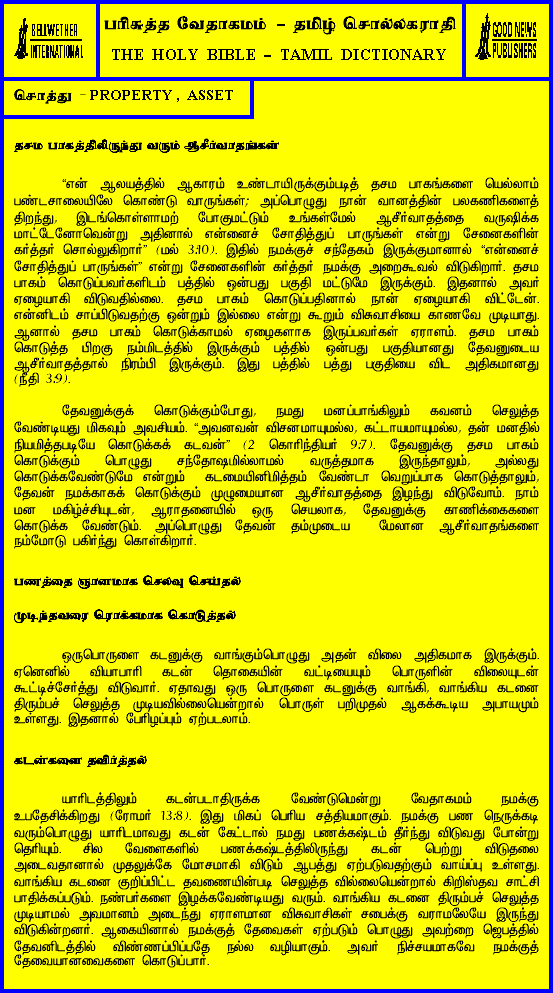 BELLWETHER
INTERNATIONAL
பரிசுத்த வேதாகமம் – தமிழ் சொல்லகராதி
THE HOLY BIBLE – TAMIL DICTIONARY
GOOD NEWS
PUBLISHERS
சொத்து - PROPERTY , ASSET
தசம பாகத்திலிருந்து வரும் ஆசீர்வாதங்கள்
“என் ஆலயத்தில் ஆகாரம் உண்டாயிருக்கும்படித் தசம பாகங்களை யெல்லாம்
பண்டசாலையிலே கொண்டு வாருங்கள்; அப்பொழுது நான் வானத்தின் பலகணிகளைத்
திறந்து, இடங்கொள்ளாமற் போகுமட்டும் உங்கள்மேல் ஆசீர்வாதத்தை வருஷிக்க
மாட்டேனோவென்று அதினால் என்னைச் சோதித்துப் பாருங்கள் என்று சேனைகளின்
கர்த்தர் சொல்லுகிறார்” (மல் 3:10). இதில் நமக்குச் சந்தேகம் இருக்குமானால் “என்னைச்
சோதித்துப் பாருங்கள்” என்று சேனைகளின் கர்த்தர் நமக்கு அறைகூவல் விடுகிறார். தசம
பாகம் கொடுப்பவர்களிடம் பத்தில் ஒன்பது பகுதி மட்டுமே இருக்கும். இதனால் அவர்
ஏழையாகி விடுவதில்லை. தசம பாகம் கொடுப்பதினால் நான் ஏழையாகி விட்டேன்.
என்னிடம் சாப்பிடுவதற்கு ஒன்றும் இல்லை என்று கூறும் விசுவாசியை காணவே முடியாது.
ஆனால் தசம பாகம் கொடுக்காமல் ஏழைகளாக இருப்பவர்கள் ஏராளம். தசம பாகம்
கொடுத்த பிறகு நம்மிடத்தில் இருக்கும் பத்தில் ஒன்பது பகுதியானது தேவனுடைய
ஆசீர்வாதத்தால் நிரம்பி இருக்கும். இது பத்தில் பத்து பகுதியை விட அதிகமானது
(நீதி 3:9).
தேவனுக்குக் கொடுக்கும்போது, நமது மனப்பாங்கிலும் கவனம் செலுத்த
வேண்டியது மிகவும் அவசியம். “அவனவன் விசனமாயுமல்ல, கட்டாயமாயுமல்ல, தன் மனதில்
நியமித்தபடியே கொடுக்கக் கடவன்” (2 கொரிந்தியர் 9:7). தேவனுக்கு தசம பாகம்
கொடுக்கும் பொழுது சந்தோஷமில்லாமல் வருத்தமாக இருந்தாலும், அல்லது
கொடுக்கவேண்டுமே என்றும் கடமையினிமித்தம் வேண்டா வெறுப்பாக கொடுத்தாலும்,
தேவன் நமக்காகக் கொடுக்கும் முழுமையான ஆசீர்வாதத்தை இழந்து விடுவோம். நாம்
மன மகிழ்ச்சியுடன், ஆராதனையில் ஒரு செயலாக, தேவனுக்கு காணிக்கைகளை
கொடுக்க வேண்டும். அப்பொழுது தேவன் தம்முடைய மேலான ஆசீர்வாதங்களை
நம்மோடு பகிர்ந்து கொள்கிறார்.
பணத்தை ஞானமாக செலவு செய்தல்
முடிந்தவரை ரொக்கமாக கொடுத்தல்
ஒருபொருளை கடனுக்கு வாங்கும்பொழுது அதன் விலை அதிகமாக இருக்கும்.
ஏனெனில் வியாபாரி கடன் தொகையின் வட்டியையும் பொருளின் விலையுடன்
கூட்டிச்சேர்த்து விடுவார். ஏதாவது ஒரு பொருளை கடனுக்கு வாங்கி, வாங்கிய கடனை
திரும்பச் செலுத்த முடியவில்லையென்றால் பொருள் பறிமுதல் ஆகக்கூடிய அபாயமும்
உள்ளது. இதனால் பேரிழப்பும் ஏற்படலாம்.
கடன்களை தவிர்த்தல்
யாரிடத்திலும் கடன்படாதிருக்க வேண்டுமென்று வேதாகமம் நமக்கு
உபதேசிக்கிறது (ரோமர் 13:8). இது மிகப் பெரிய சத்தியமாகும். நமக்கு பண நெருக்கடி
வரும்பொழுது யாரிடமாவது கடன் கேட்டால் நமது பணக்கஷ்டம் தீர்ந்து விடுவது போன்று
தெரியும். சில வேளைகளில் பணக்கஷ்டத்திலிருந்து கடன் பெற்று விடுதலை
அடைவதானால் முதலுக்கே மோசமாகி விடும் ஆபத்து ஏற்படுவதற்கும் வாய்ப்பு உள்ளது.
வாங்கிய கடனை குறிப்பிட்ட தவணையின்படி செலுத்த வில்லையென்றால் கிறிஸ்தவ சாட்சி
பாதிக்கப்படும். நண்பர்களை இழக்கவேண்டியது வரும். வாங்கிய கடனை திரும்பச் செலுத்த
முடியாமல் அவமானம் அடைந்து ஏராளமான விசுவாசிகள் சபைக்கு வராமலேயே இருந்து
விடுகின்றனர். ஆகையினால் நமக்குத் தேவைகள் ஏற்படும் பொழுது அவற்றை ஜெபத்தில்
தேவனிடத்தில் விண்ணப்பிப்பதே நல்ல வழியாகும். அவர் நிச்சயமாகவே நமக்குத்
தேவையானவைகளை கொடுப்பார்.